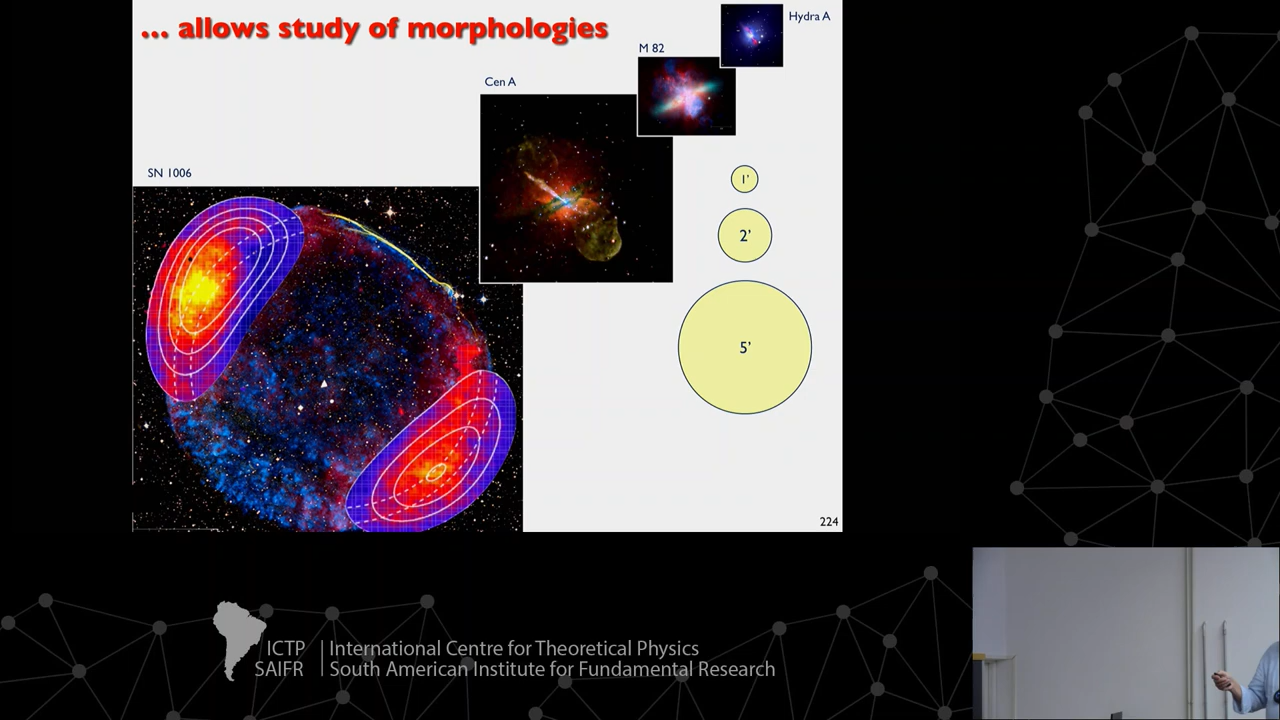 ... allows study of morphologies
Hydra A
M 82
Cen A
SN 1006
1'
2'
5'
224
ICTP International Centre for Theoretical Physics
SAIFR South American Institute for Fundamental Research